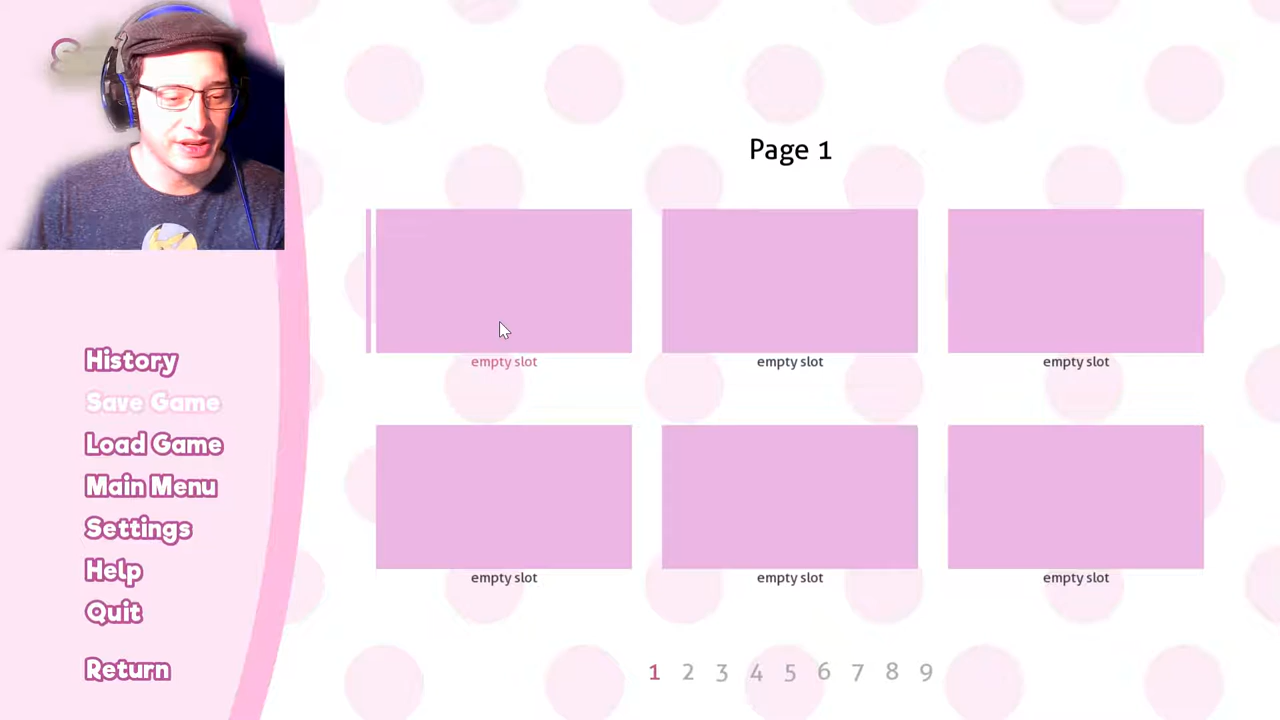 Page 1
empty slot
empty slot
empty slot
empty slot
empty slot
empty slot
History
Save Game
Load Game
Main Menu
Settings
Help
Quit
Return
1 2 3 4 5 6 7 8 9